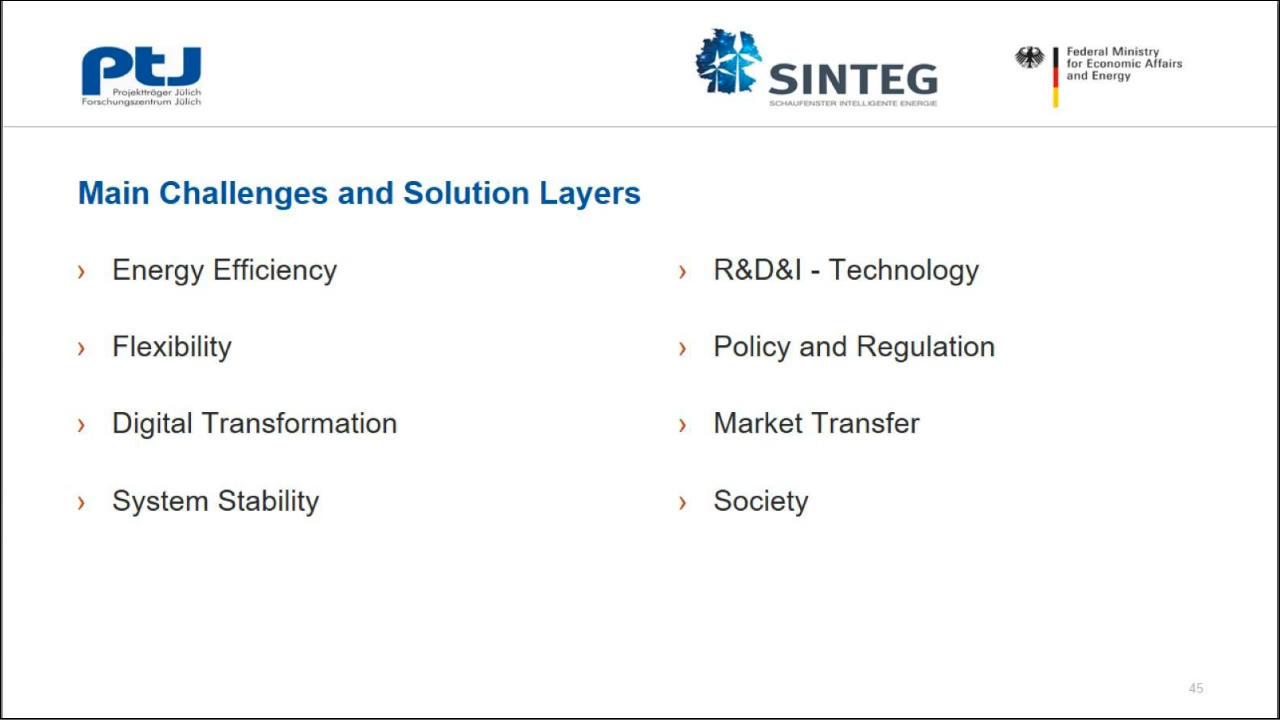 ptJ
Projektträger Jülich
Forschungszentrum Jülich
SINTEG
SCHAUFENSTER INTELLIGENTE ENERGIE
Federal Ministry
for Economic Affairs
and Energy
Main Challenges and Solution Layers
› Energy Efficiency
› Flexibility
› Digital Transformation
› System Stability
› R&D&I - Technology
› Policy and Regulation
› Market Transfer
› Society
45